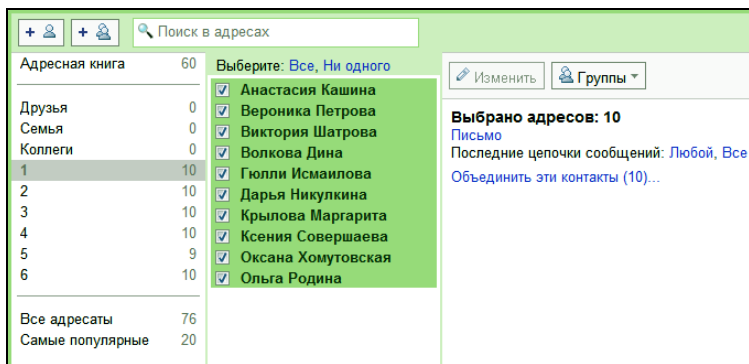 Поиск в адресах
Адресная книга 60
Друзья 0
Семья 0
Коллеги 0
1 10
2 10
3 10
4 10
5 9
6 10
Все адресаты 76
Самые популярные 20
Выберите: Все, Ни одного
Анастасия Кашина
Вероника Петрова
Виктория Шатрова
Волкова Дина
Гюлли Исмаилова
Дарья Никулкина
Крылова Маргарита
Ксения Совершаева
Оксана Хомутовская
Ольга Родина
Изменить Группы
Выбрано адресов: 10
Письмо
Последние цепочки сообщений: Любой, Все
Объединить эти контакты (10)...